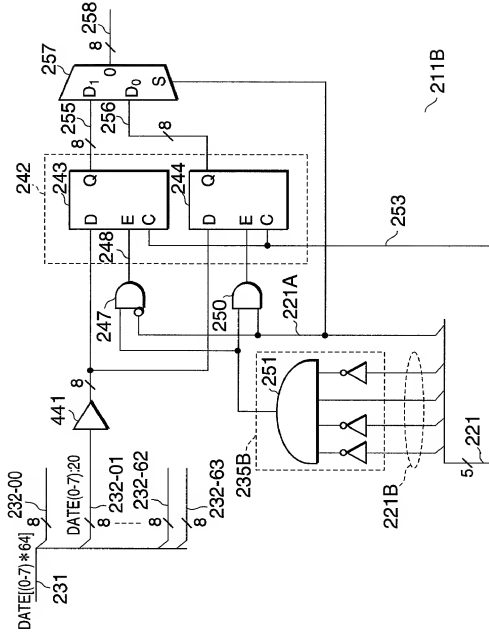 DATE[(0-7)*64]
231
232-00
8
DATE(0-7):20
8
232-01
232-62
8
232-63
8
441
8
235B
251
221B
5
221
221A
247
250
248
242
243
D
Q
E
C
244
D
Q
E
C
253
255
8
256
8
257
D1
D0
0
S
8
258
211B